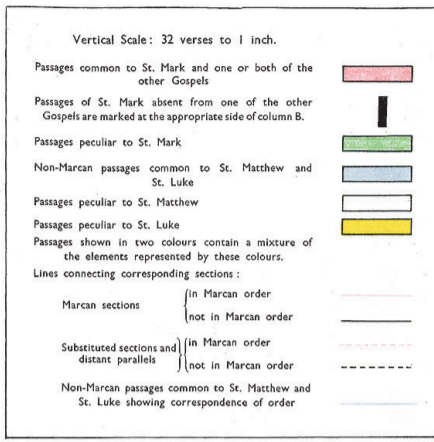 Vertical Scale: 32 verses to 1 inch.
Passages common to St. Mark and one or both of the
other Gospels
Passages of St. Mark absent from one of the other
Gospels are marked at the appropriate side of column B.
Passages peculiar to St. Mark
Non-Marcan passages common to St. Matthew and
St. Luke
Passages peculiar to St. Matthew
Passages peculiar to St. Luke
Passages shown in two colours contain a mixture of
the elements represented by these colours.
Lines connecting corresponding sections :
Marcan sections
in Marcan order
not in Marcan order
Substituted sections and
distant parallels
in Marcan order
not in Marcan order
Non-Marcan passages common to St. Matthew and
St. Luke showing correspondence of order